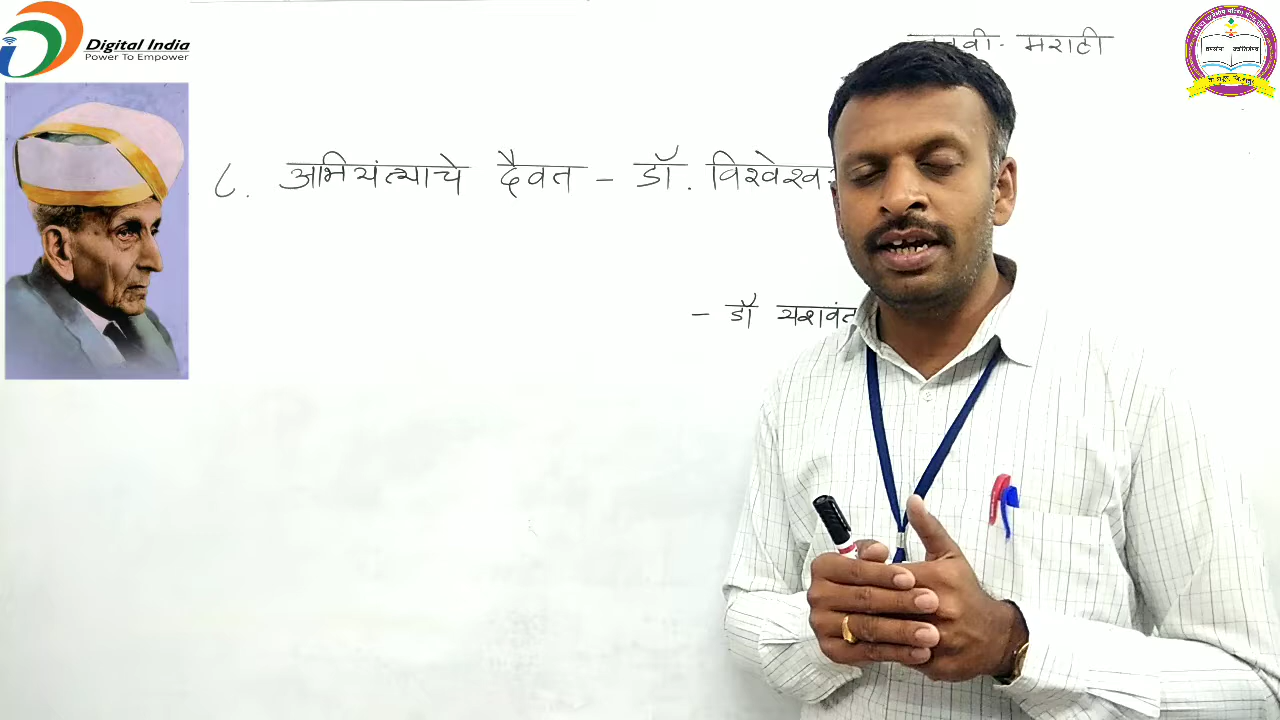 Digital India
Power To Empower
मराठी
८. अभियंत्याचे दैवत - डॉ. विश्वेश्व
- डॉ यशवंत